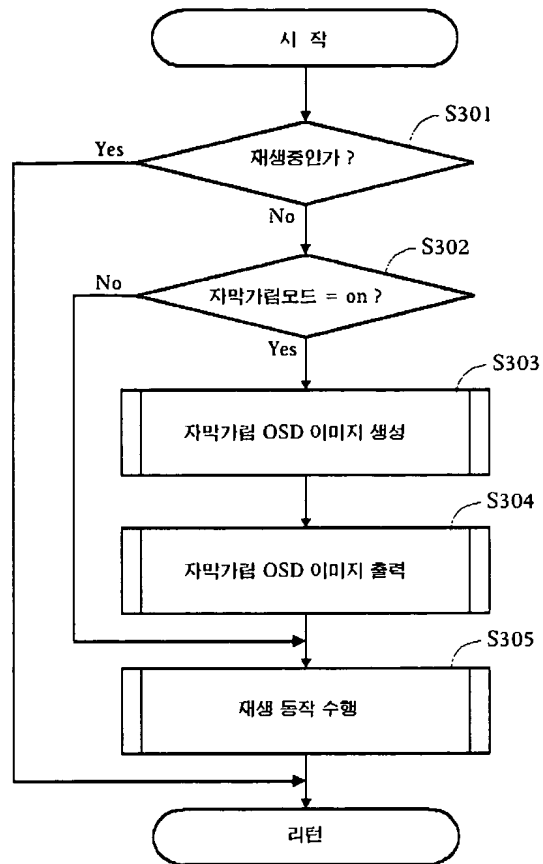 시 작
S301
Yes
재생중인가 ?
No
S302
No
자막가림모드 = on ?
Yes
S303
자막가림 OSD 이미지 생성
S304
자막가림 OSD 이미지 출력
S305
재생 동작 수행
리턴